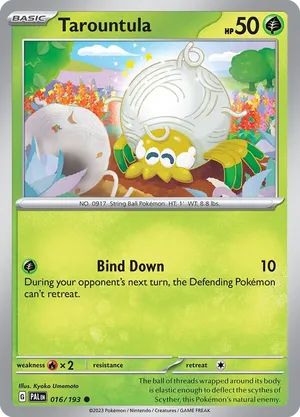 BASIC
Tarountula
HP 50
NO. 0917 String Ball Pokémon HT: 1' WT: 8.8 lbs.
Bind Down 10
During your opponent's next turn, the Defending Pokémon
can't retreat.
weakness ×2 resistance retreat
Illus. Kyoko Umemoto
G PAL EN 016/193
The ball of threads wrapped around its body
is elastic enough to deflect the scythes of
Scyther, this Pokémon's natural enemy.
©2023 Pokémon / Nintendo / Creatures / GAME FREAK